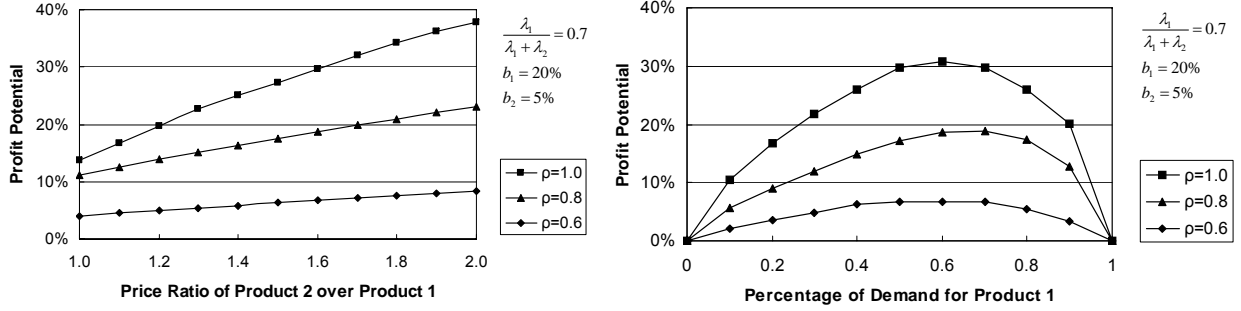 40%
30%
20%
10%
0%
Profit Potential
1.0 1.2 1.4 1.6 1.8 2.0
Price Ratio of Product 2 over Product 1
λ₁ / (λ₁ + λ₂) = 0.7
b₁ = 20%
b₂ = 5%
ρ=1.0
ρ=0.8
ρ=0.6
40%
30%
20%
10%
0%
Profit Potential
0 0.2 0.4 0.6 0.8 1
Percentage of Demand for Product 1
λ₁ / (λ₁ + λ₂) = 0.7
b₁ = 20%
b₂ = 5%
ρ=1.0
ρ=0.8
ρ=0.6